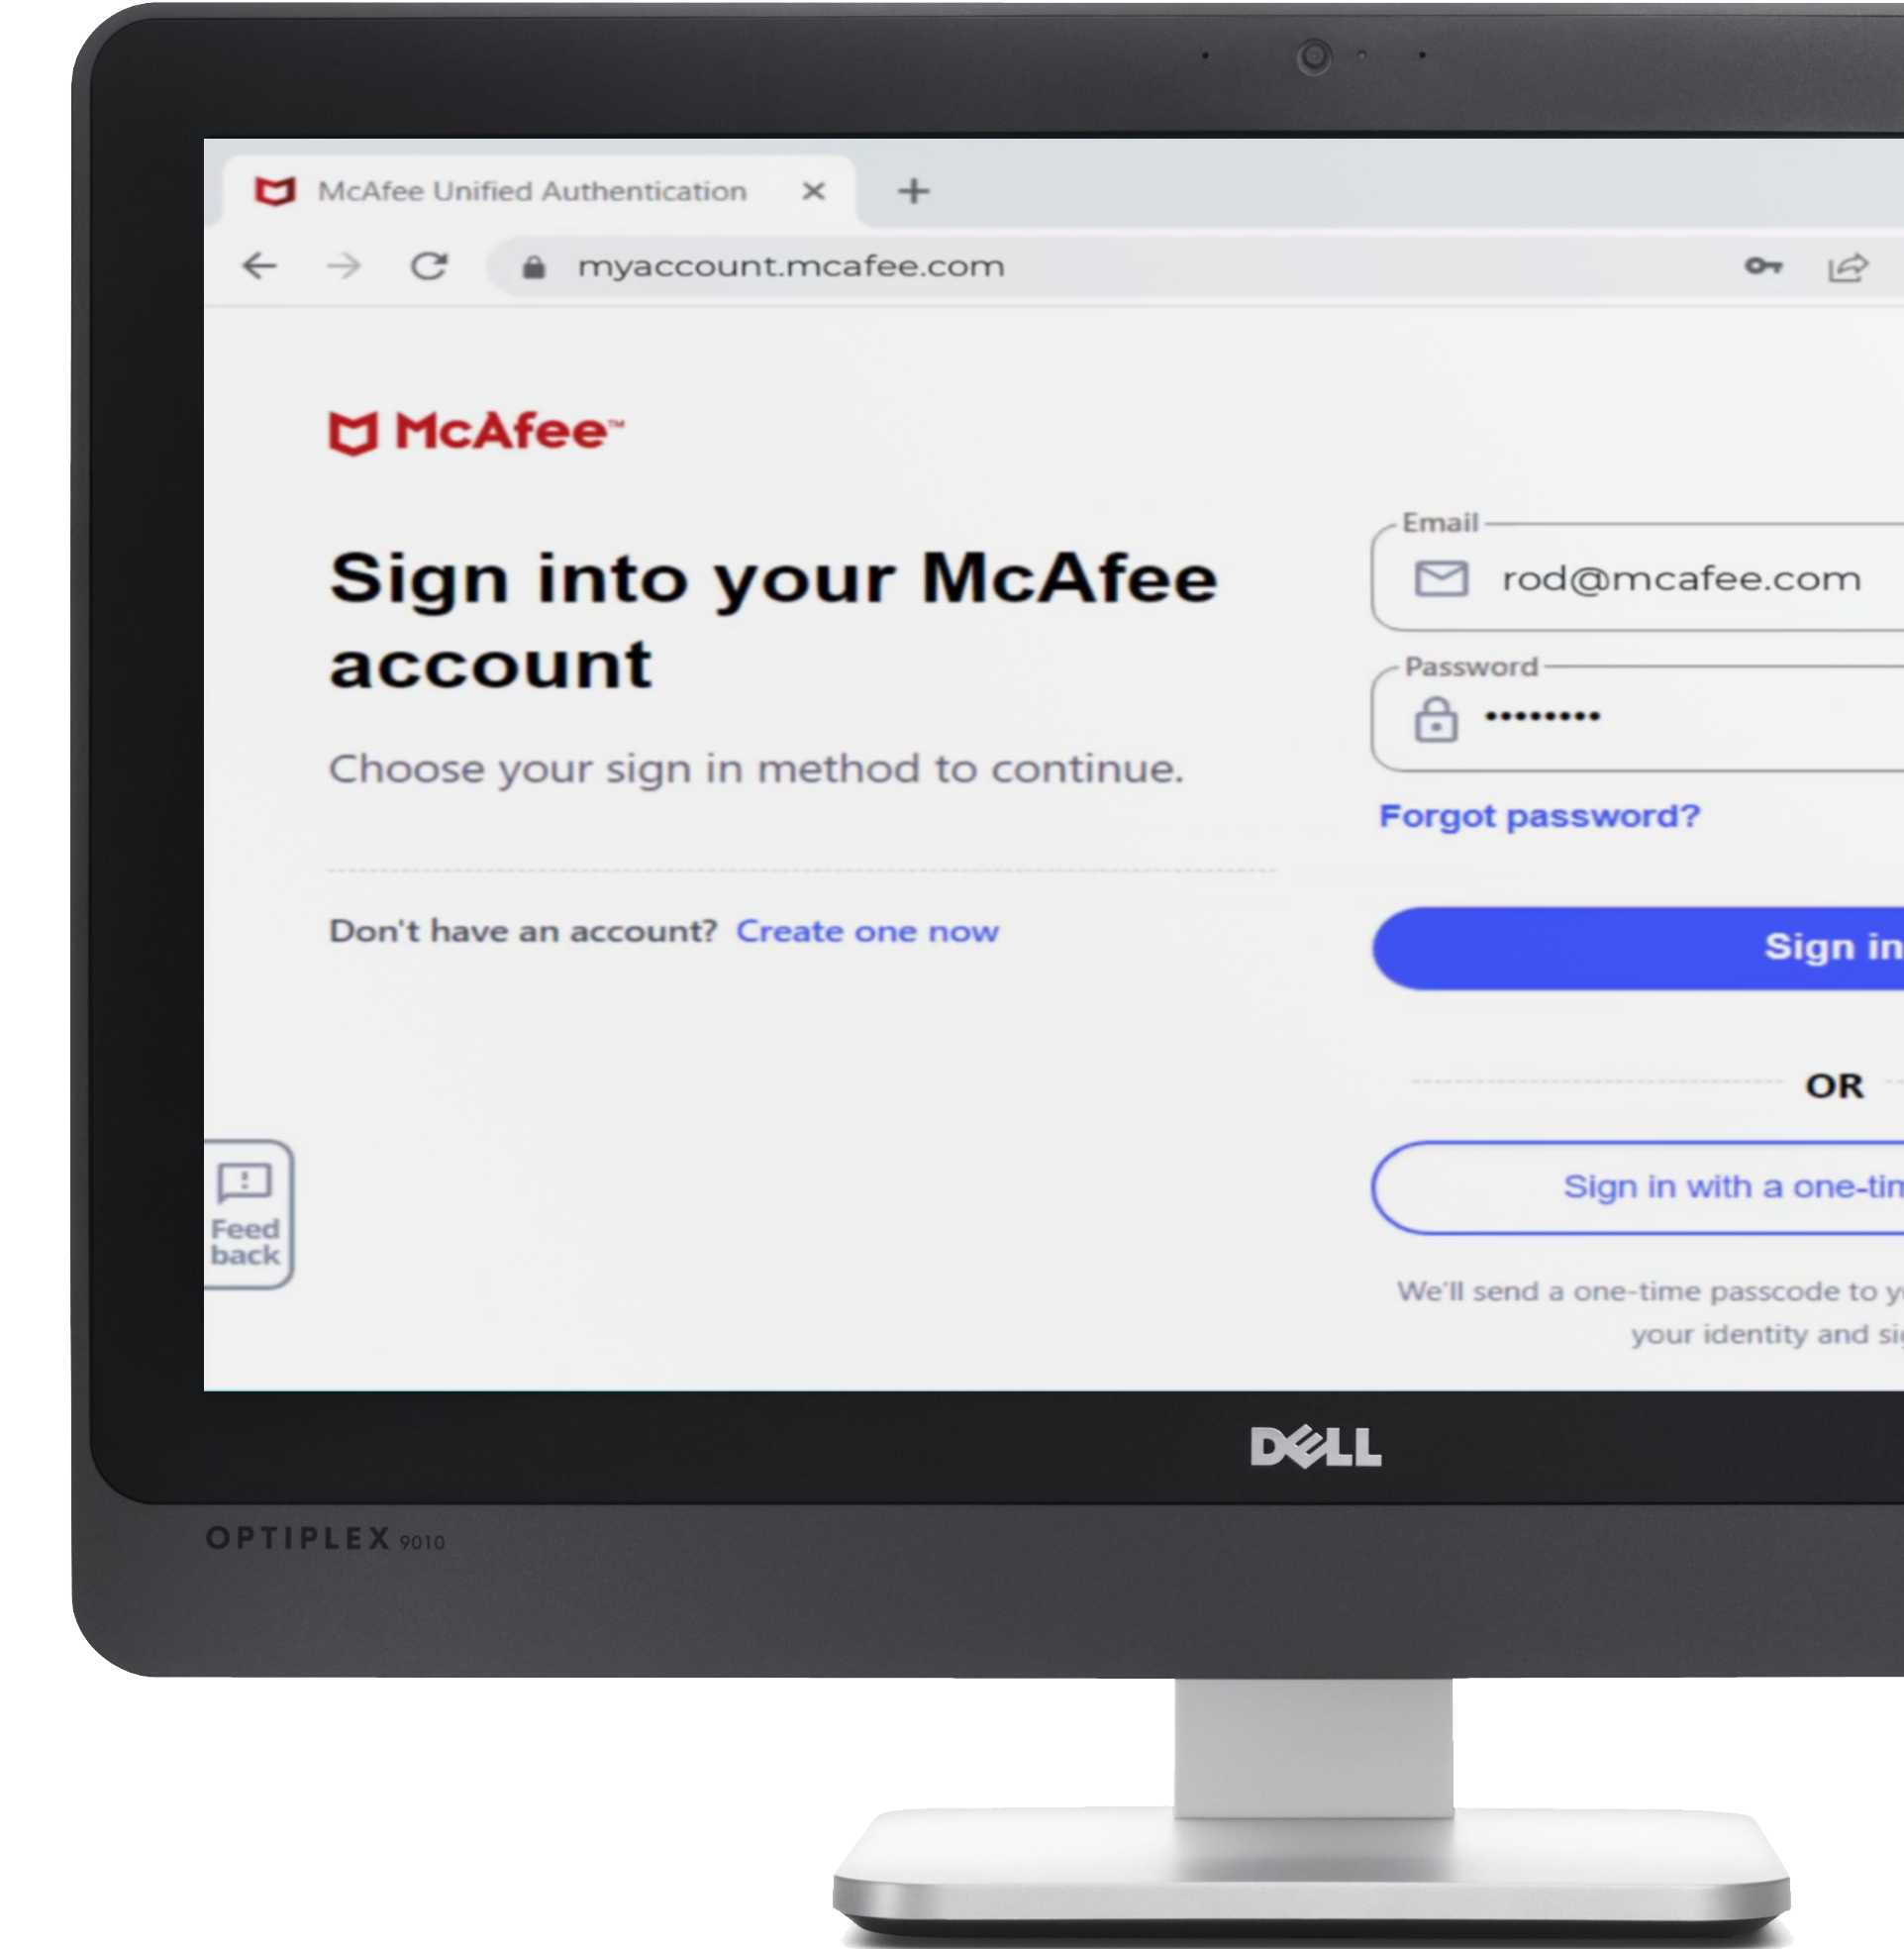 McAfee Unified Authentication
myaccount.mcafee.com
McAfee™
Sign into your McAfee
account
Choose your sign in method to continue.
Don't have an account? Create one now
Email
rod@mcafee.com
Password
••••••••
Forgot password?
Sign in
OR
Sign in with a one-
We'll send a one-time passcode to
your identity and
Feed
back
DELL
OPTIPLEX 9010